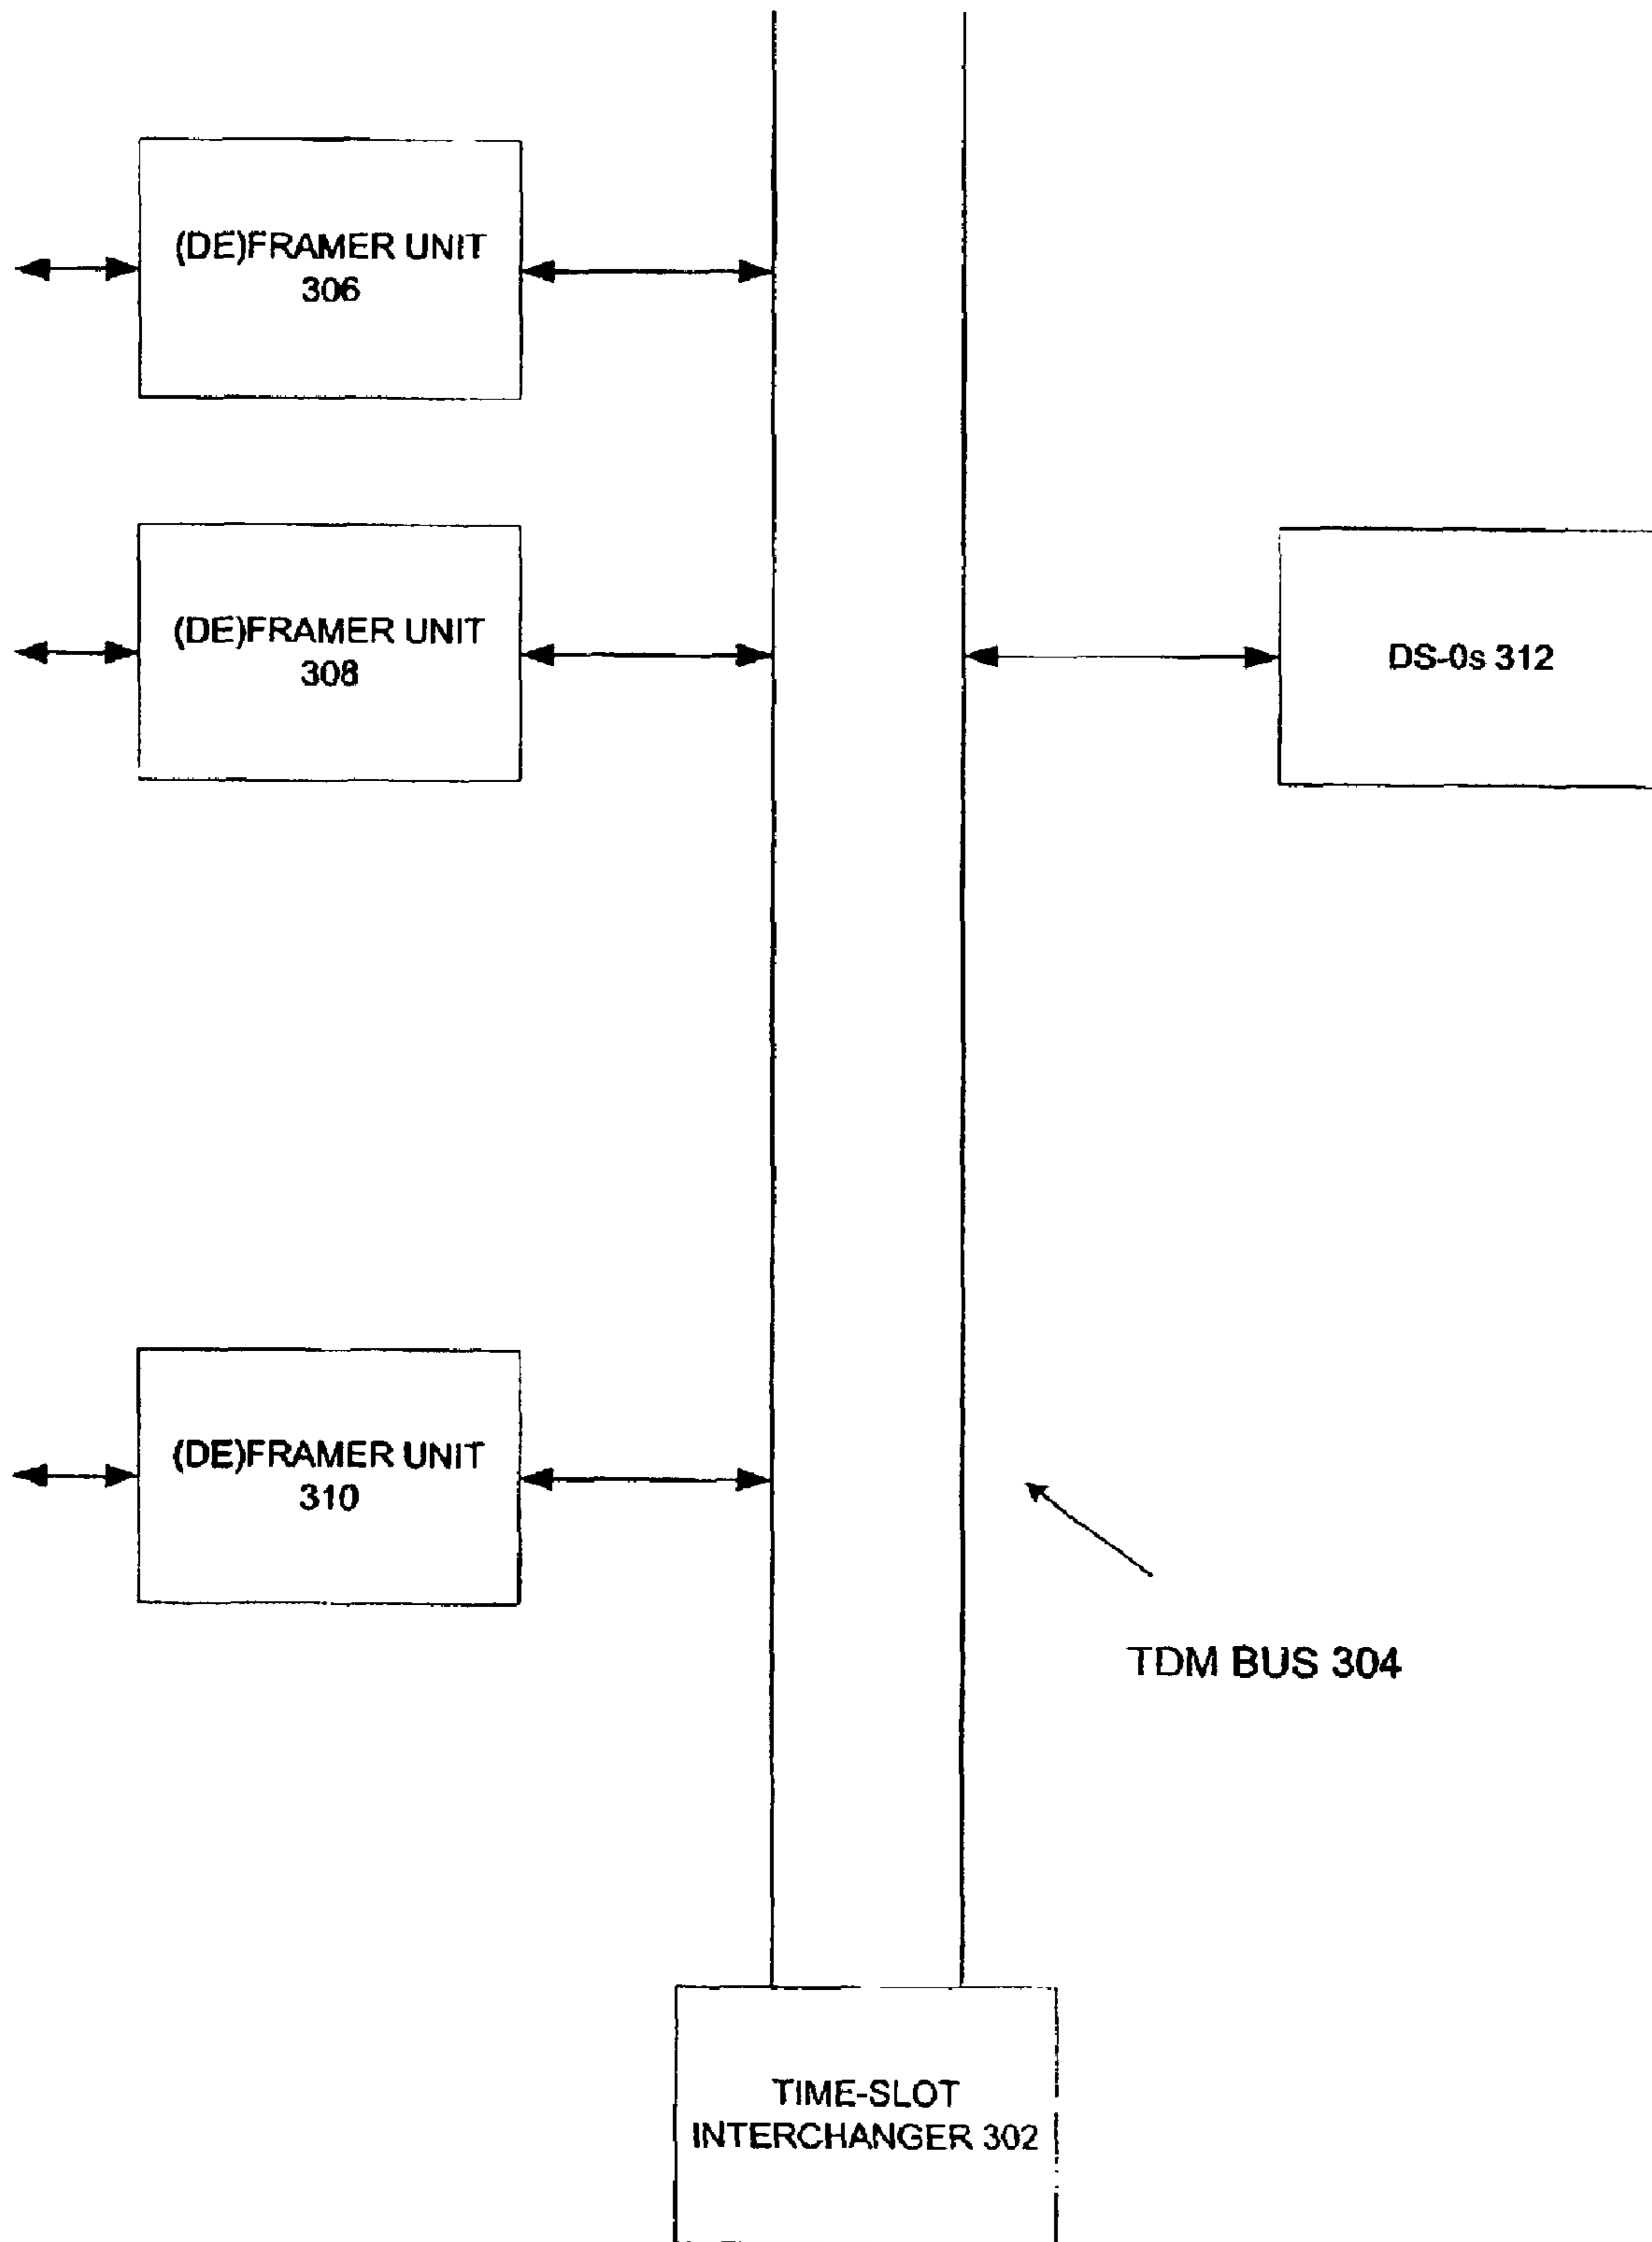 (DE)FRAMER UNIT
306
(DE)FRAMER UNIT
308
DS-0s 312
(DE)FRAMER UNIT
310
TDM BUS 304
TIME-SLOT
INTERCHANGER 302